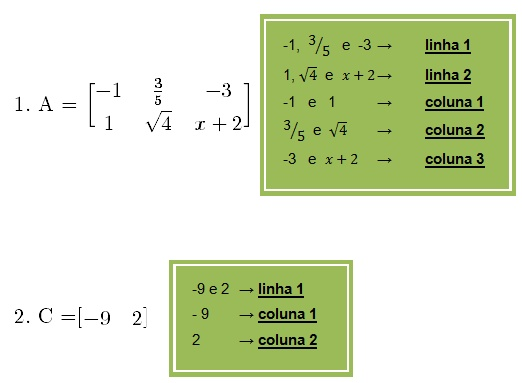 1. A = [−1 3/5 −3
1 √4 x + 2]
-1, 3/5 e -3 → linha 1
1, √4 e x + 2 → linha 2
-1 e 1 → coluna 1
3/5 e √4 → coluna 2
-3 e x + 2 → coluna 3
2. C =[−9 2]
-9 e 2 → linha 1
- 9 → coluna 1
2 → coluna 2